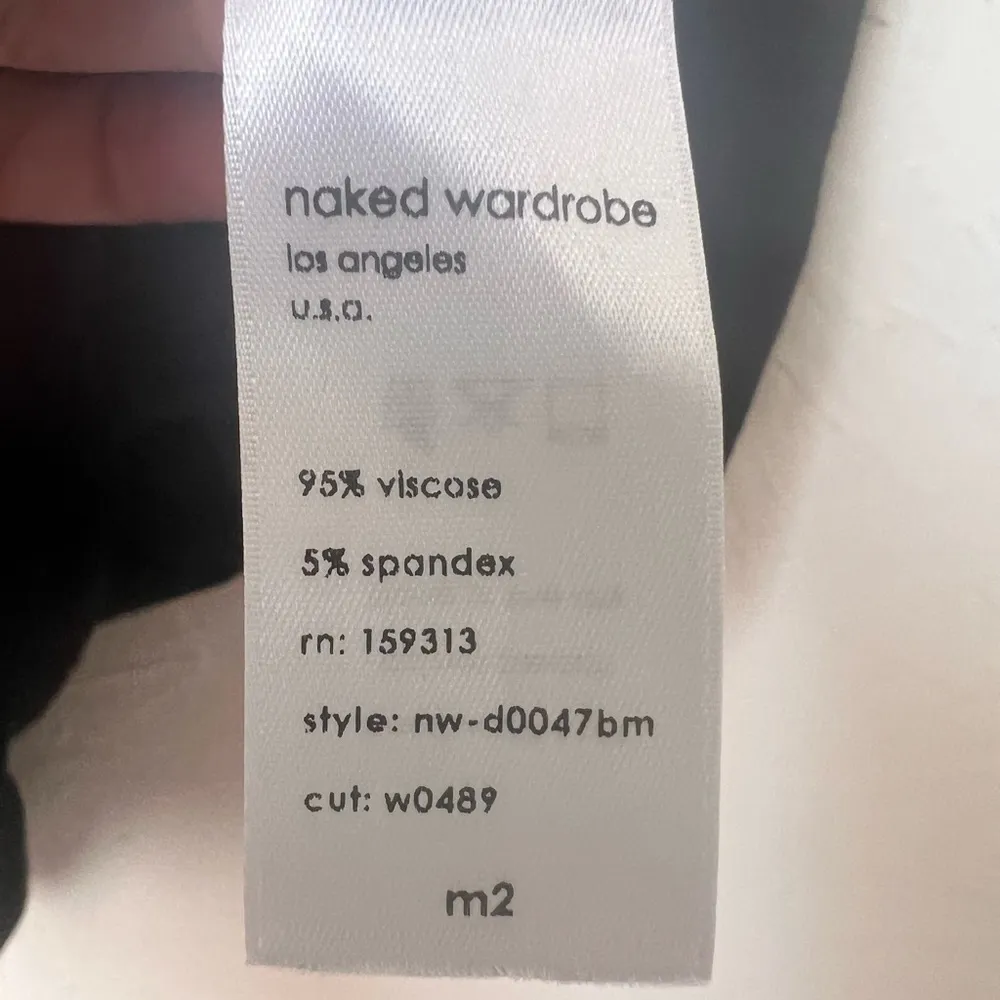 naked wardrobe
los angeles
u.s.a.
95% viscose
5% spandex
rn: 159313
style: nw-d0047bm
cut: w0489
m2